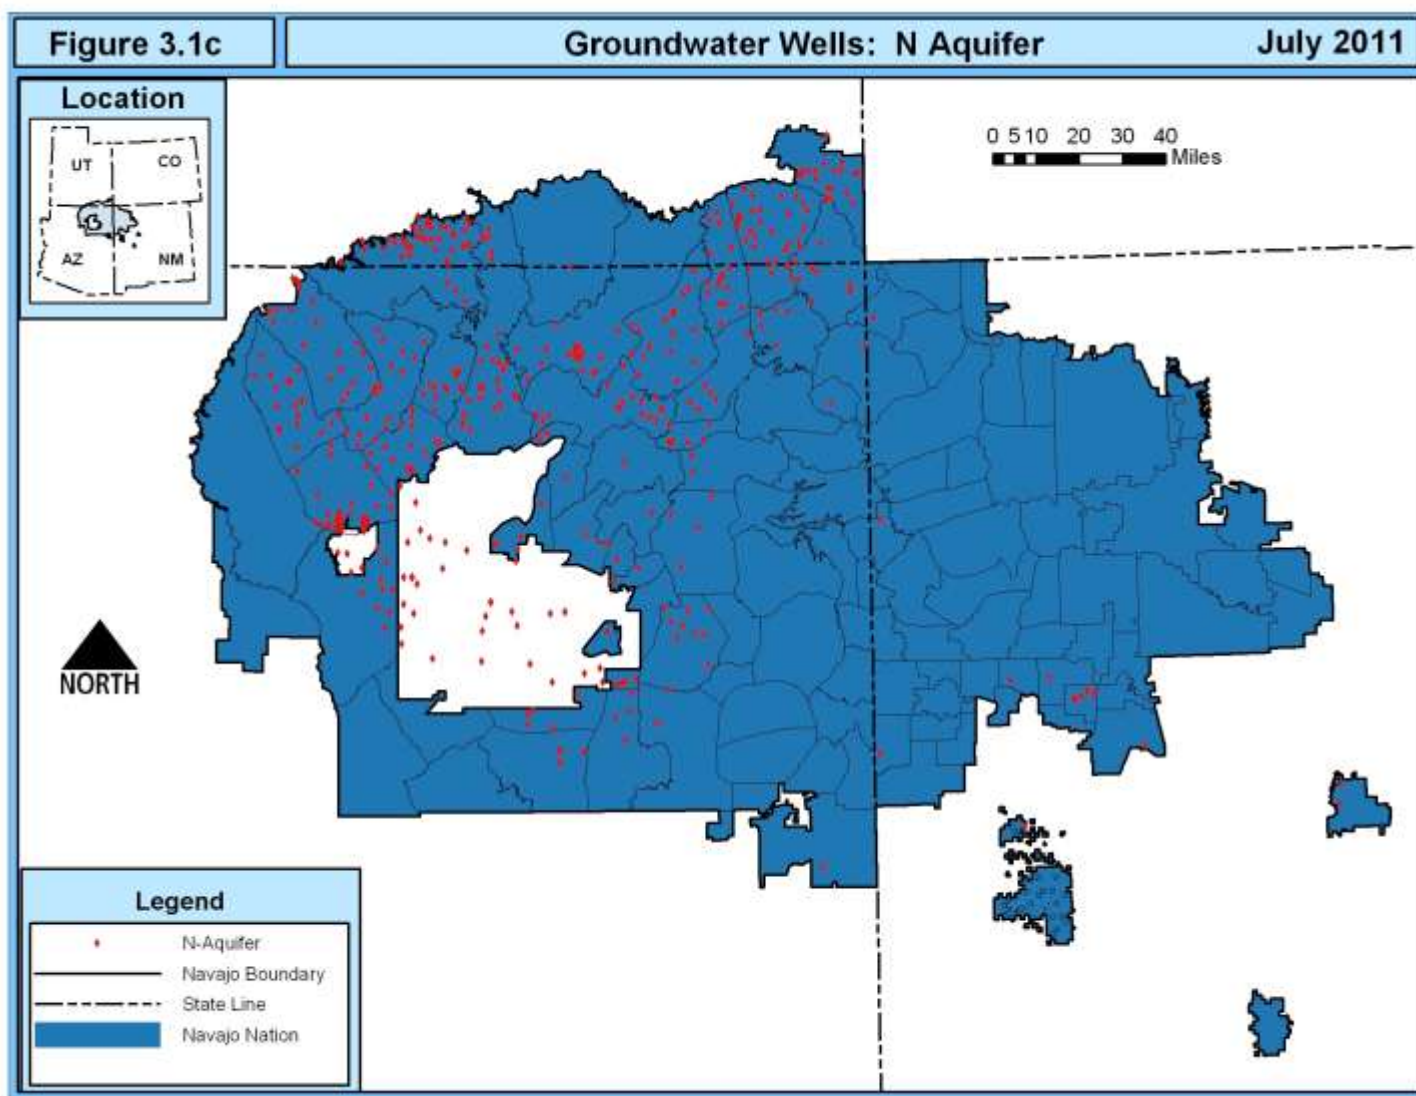 Figure 3.1c
Groundwater Wells: N Aquifer
July 2011
Location
UT
CO
AZ
NM
0 5 10 20 30 40
Miles
NORTH
Legend
N-Aquifer
Navajo Boundary
State Line
Navajo Nation